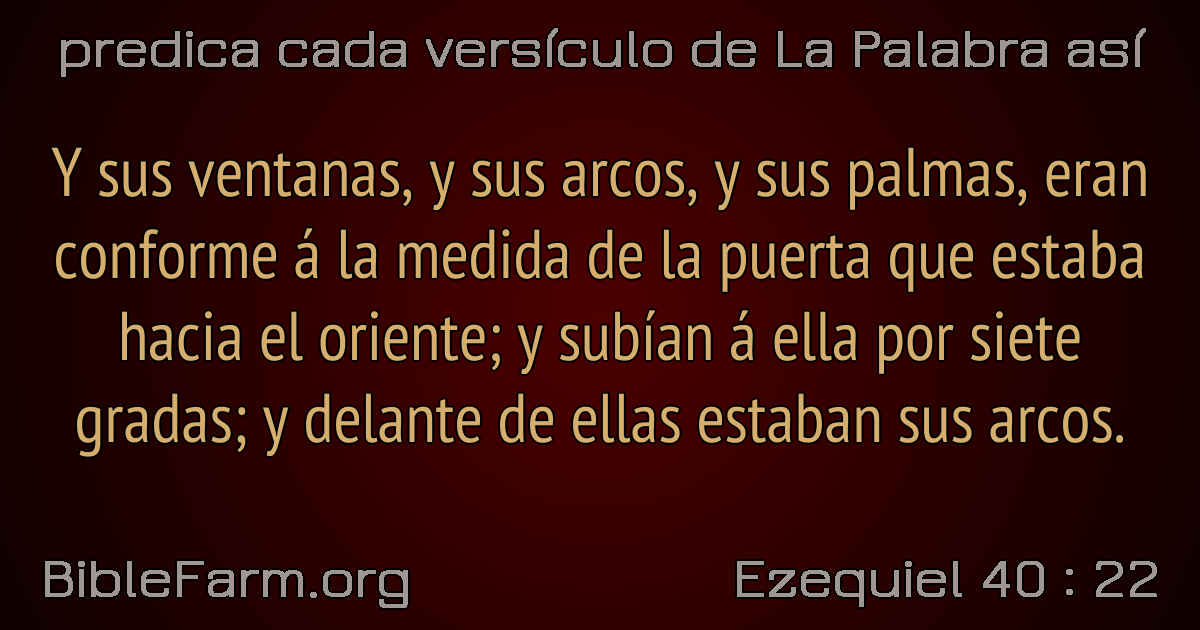 predica cada versículo de La Palabra así
Y sus ventanas, y sus arcos, y sus palmas, eran
conforme á la medida de la puerta que estaba
hacia el oriente; y subían á ella por siete
gradas; y delante de ellas estaban sus arcos.
BibleFarm.org
Ezequiel 40 : 22